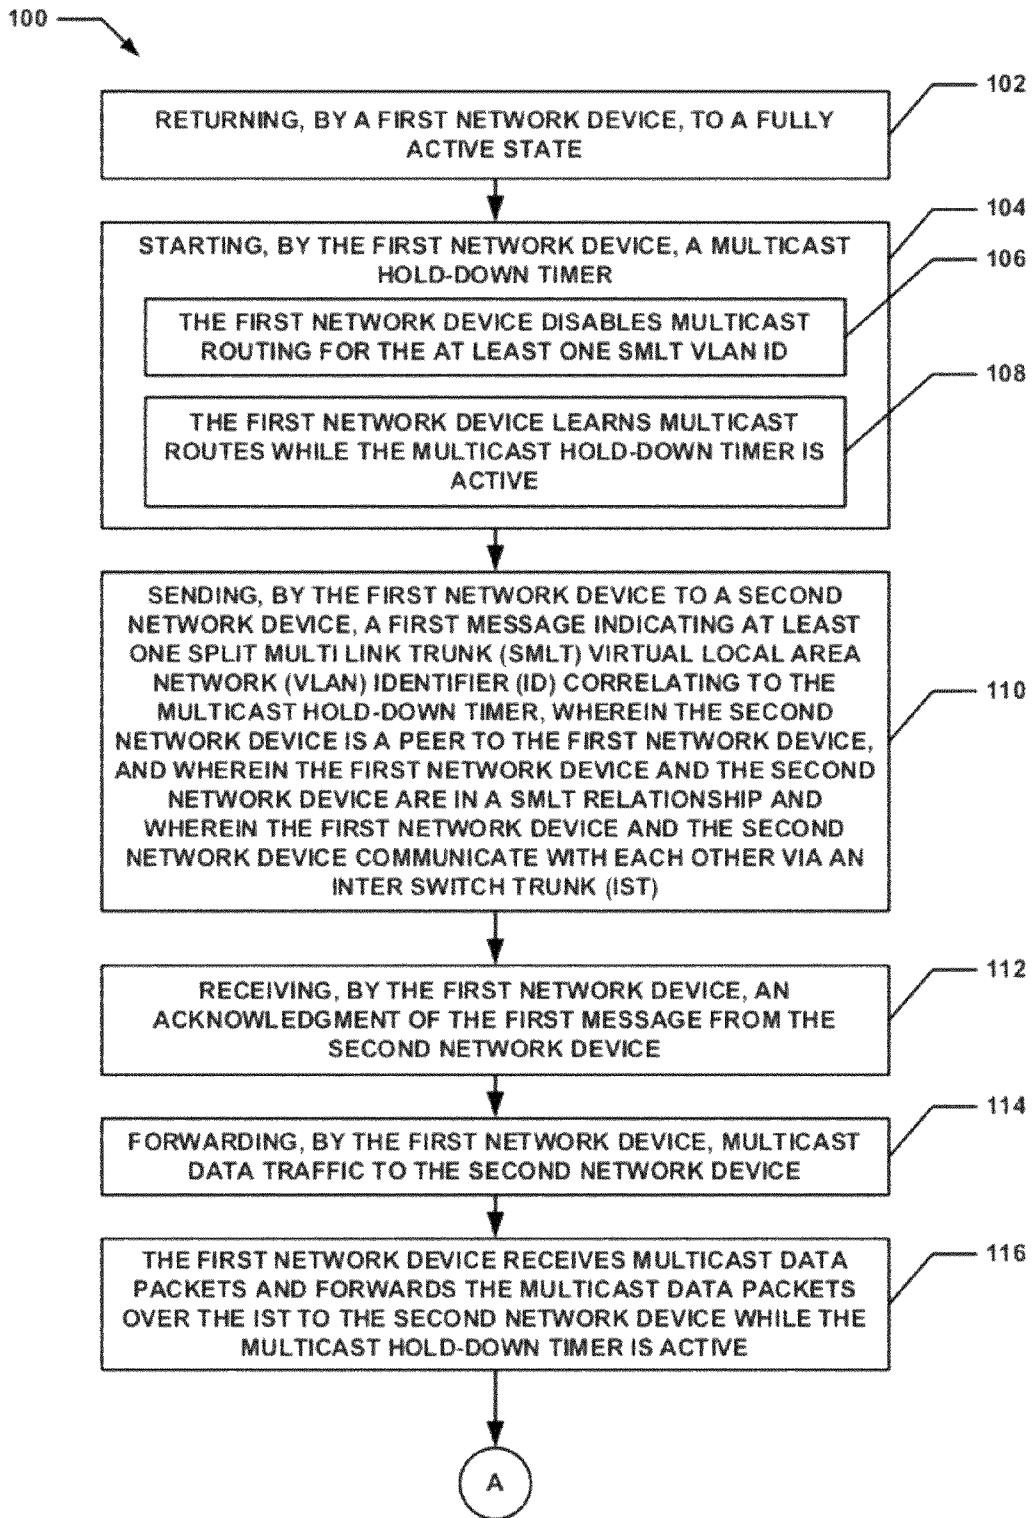 100
102
RETURNING, BY A FIRST NETWORK DEVICE, TO A FULLY
ACTIVE STATE
104
STARTING, BY THE FIRST NETWORK DEVICE, A MULTICAST
HOLD-DOWN TIMER
106
THE FIRST NETWORK DEVICE DISABLES MULTICAST
ROUTING FOR THE AT LEAST ONE SMLT VLAN ID
108
THE FIRST NETWORK DEVICE LEARNS MULTICAST
ROUTES WHILE THE MULTICAST HOLD-DOWN TIMER IS
ACTIVE
SENDING, BY THE FIRST NETWORK DEVICE TO A SECOND
NETWORK DEVICE, A FIRST MESSAGE INDICATING AT LEAST
ONE SPLIT MULTI LINK TRUNK (SMLT) VIRTUAL LOCAL AREA
NETWORK (VLAN) IDENTIFIER (ID) CORRELATING TO THE
MULTICAST HOLD-DOWN TIMER, WHEREIN THE SECOND
NETWORK DEVICE IS A PEER TO THE FIRST NETWORK DEVICE,
AND WHEREIN THE FIRST NETWORK DEVICE AND THE SECOND
NETWORK DEVICE ARE IN A SMLT RELATIONSHIP AND
WHEREIN THE FIRST NETWORK DEVICE AND THE SECOND
NETWORK DEVICE COMMUNICATE WITH EACH OTHER VIA AN
INTER SWITCH TRUNK (IST)
110
RECEIVING, BY THE FIRST NETWORK DEVICE, AN
ACKNOWLEDGMENT OF THE FIRST MESSAGE FROM THE
SECOND NETWORK DEVICE
112
FORWARDING, BY THE FIRST NETWORK DEVICE, MULTICAST
DATA TRAFFIC TO THE SECOND NETWORK DEVICE
114
THE FIRST NETWORK DEVICE RECEIVES MULTICAST DATA
PACKETS AND FORWARDS THE MULTICAST DATA PACKETS
OVER THE IST TO THE SECOND NETWORK DEVICE WHILE THE
MULTICAST HOLD-DOWN TIMER IS ACTIVE
116
A